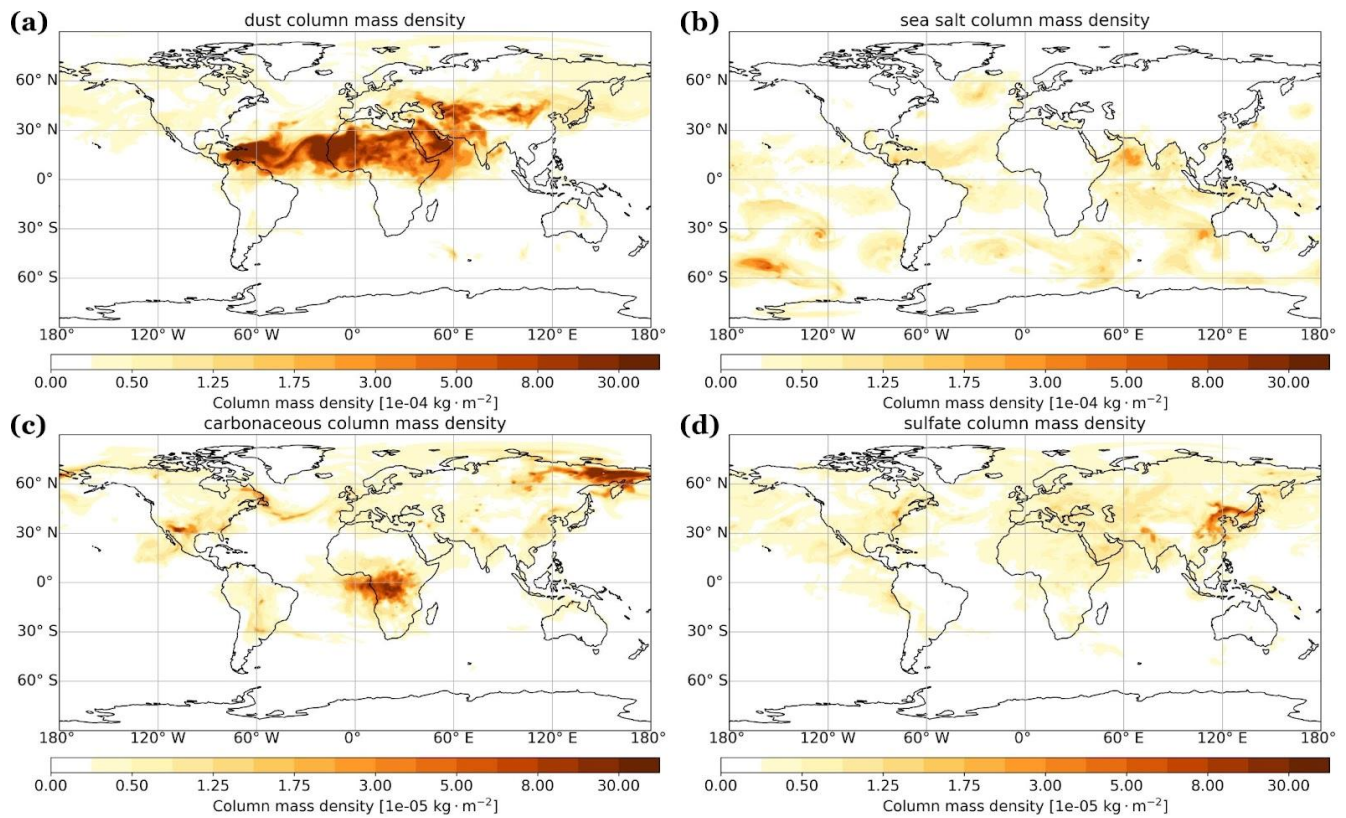 (a) dust column mass density
60° N
30° N
0°
30° S
60° S
180° 120° W 60° W 0° 60° E 120° E 180°
0.00 0.50 1.25 1.75 3.00 5.00 8.00 30.00
Column mass density [1e-04 kg · m⁻²]
(b) sea salt column mass density
60° N
30° N
0°
30° S
60° S
180° 120° W 60° W 0° 60° E 120° E 180°
0.00 0.50 1.25 1.75 3.00 5.00 8.00 30.00
Column mass density [1e-04 kg · m⁻²]
(c) carbonaceous column mass density
60° N
30° N
0°
30° S
60° S
180° 120° W 60° W 0° 60° E 120° E 180°
0.00 0.50 1.25 1.75 3.00 5.00 8.00 30.00
Column mass density [1e-05 kg · m⁻²]
(d) sulfate column mass density
60° N
30° N
0°
30° S
60° S
180° 120° W 60° W 0° 60° E 120° E 180°
0.00 0.50 1.25 1.75 3.00 5.00 8.00 30.00
Column mass density [1e-05 kg · m⁻²]